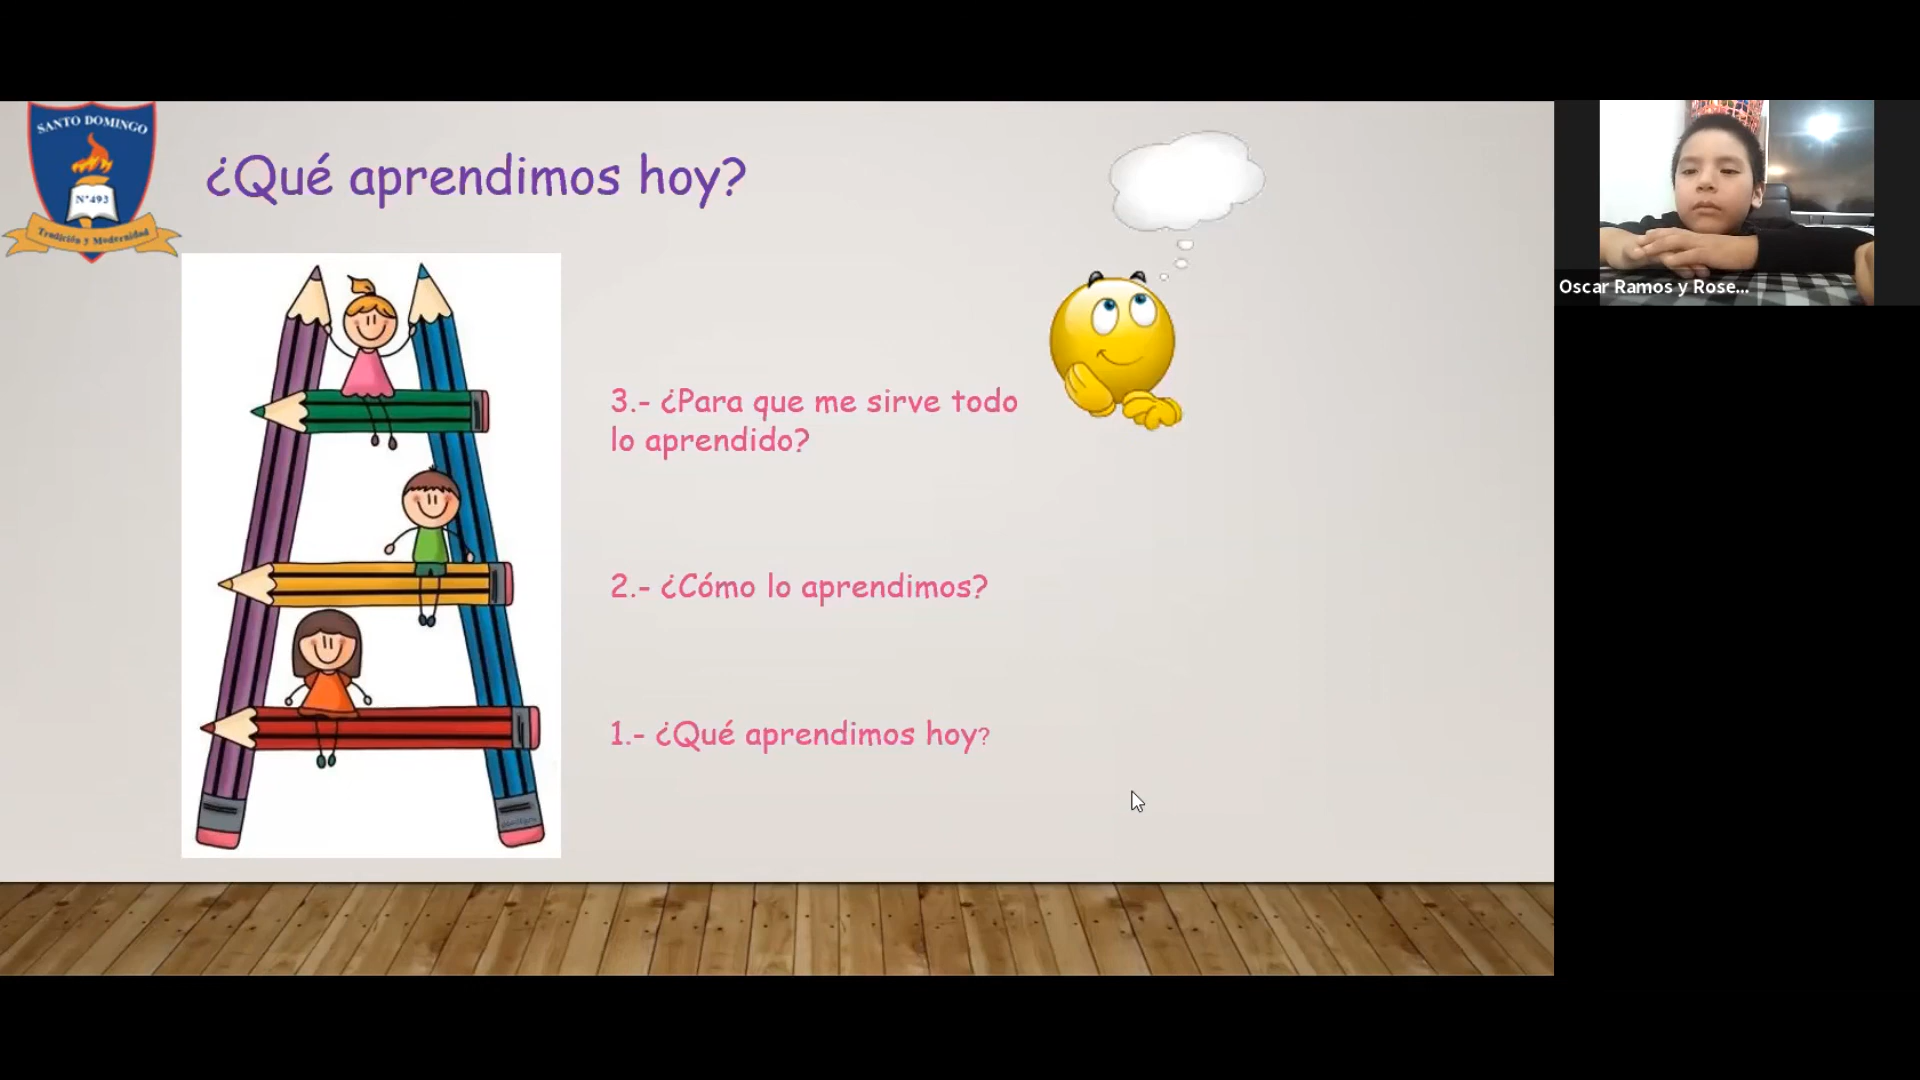 SANTO DOMINGO
N°493
Tradición y Modernidad
¿Qué aprendimos hoy?
3.- ¿Para que me sirve todo
lo aprendido?
2.- ¿Cómo lo aprendimos?
1.- ¿Qué aprendimos hoy?
Oscar Ramos y Rose...